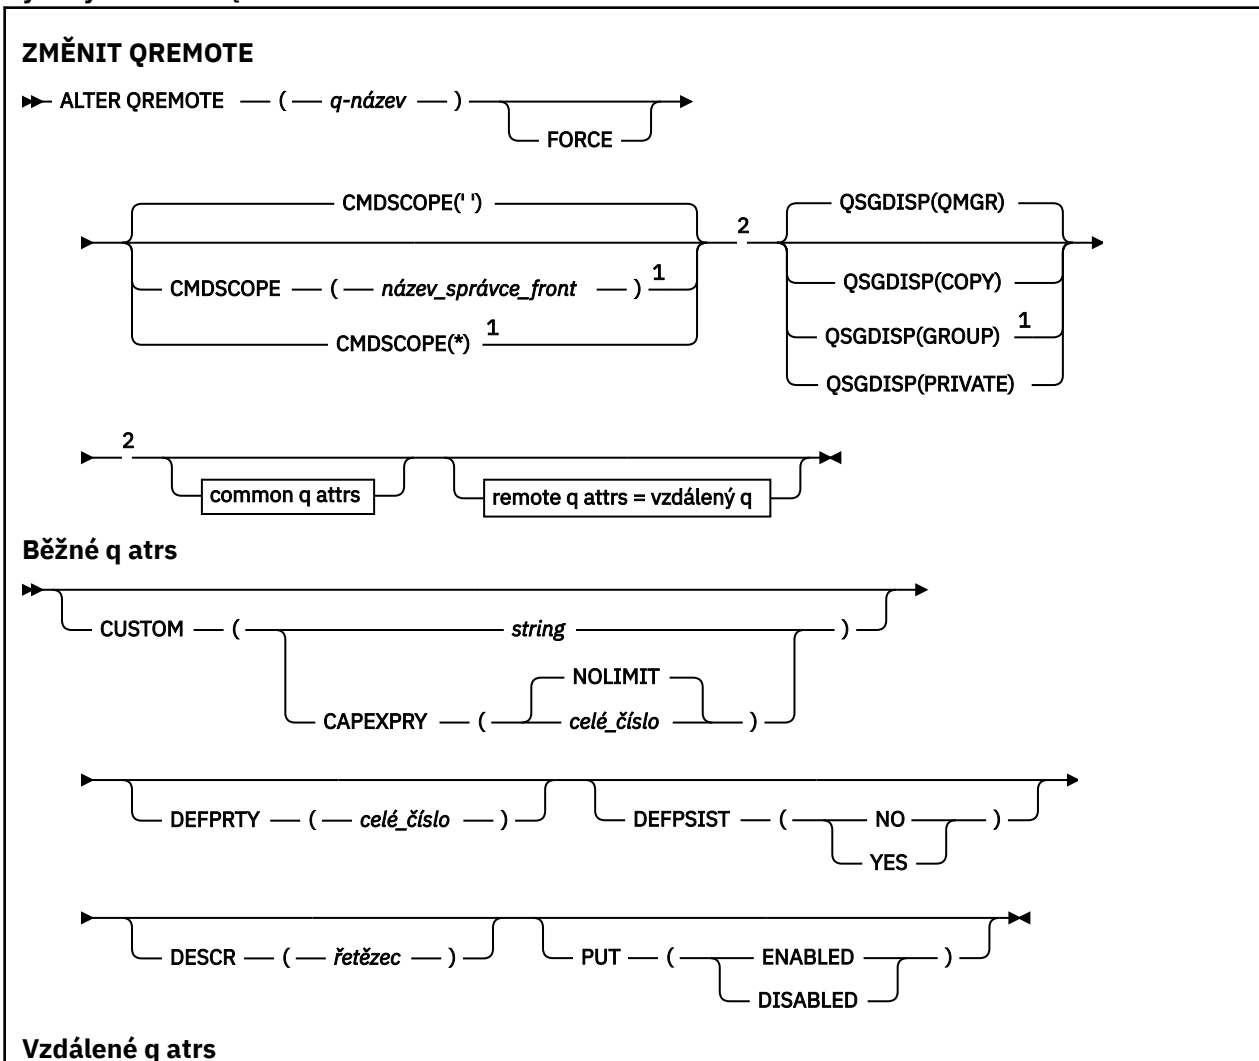 ZMĚNIT QREMOTE
ALTER QREMOTE ( q-název )
FORCE
CMDSCOPE(' ')
CMDSCOPE ( název_správce_front ) 1
CMDSCOPE(*) 1
2
QSGDISP(QMGR)
QSGDISP(COPY)
QSGDISP(GROUP) 1
QSGDISP(PRIVATE)
2
common q attrs
remote q attrs = vzdálený q
Běžné q atrs
CUSTOM ( string )
NOLIMIT
CAPEXPRY ( celé_číslo )
DEFPRTY ( celé_číslo )
DEFPSIST ( NO )
YES
DESCR ( řetězec )
PUT ( ENABLED )
DISABLED
Vzdálené q atrs